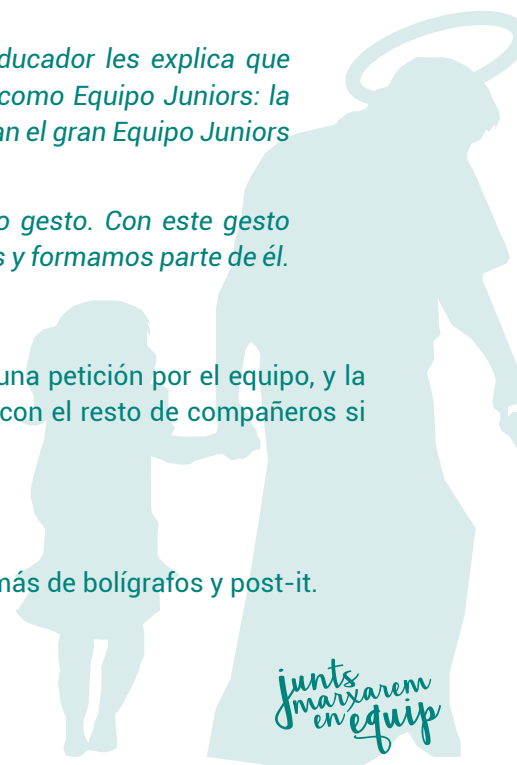 ducador les explica que
como Equipo Juniors: la
an el gran Equipo Juniors
o gesto. Con este gesto
s y formamos parte de él.
una petición por el equipo, y la
con el resto de compañeros si
más de bolígrafos y post-it.
junts
marxarem
en equip